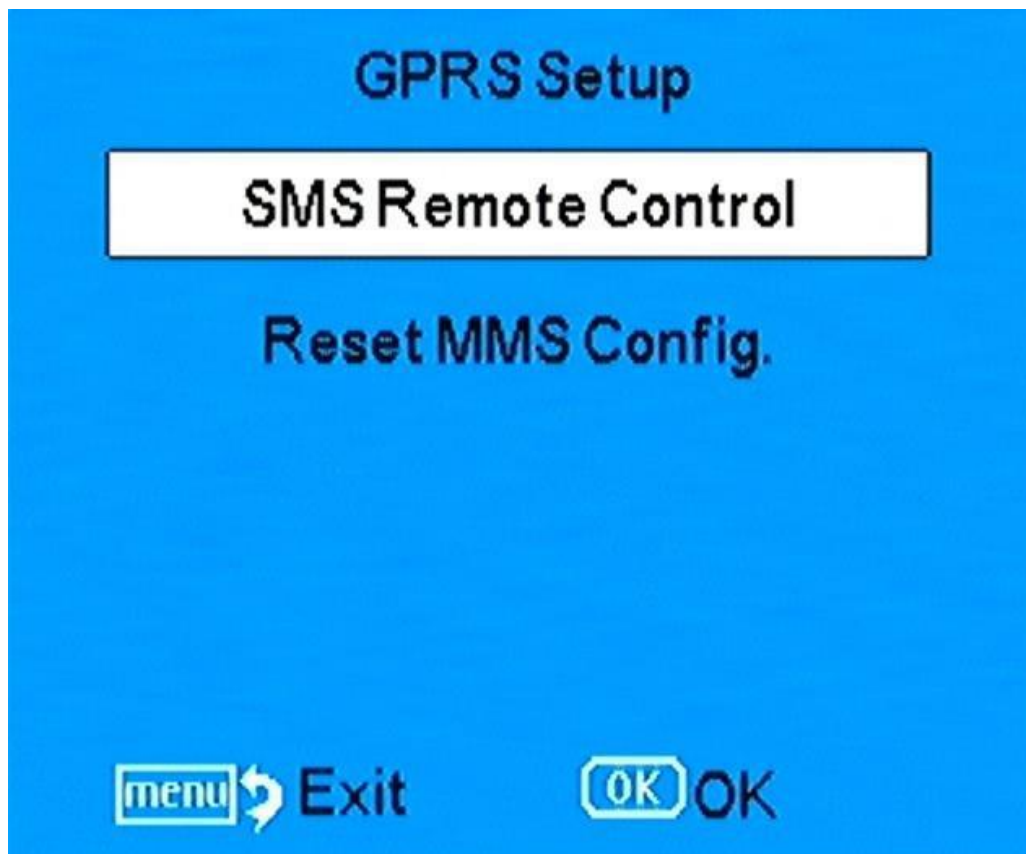 GPRS Setup
SMS Remote Control
Reset MMS Config.
menu Exit OK OK